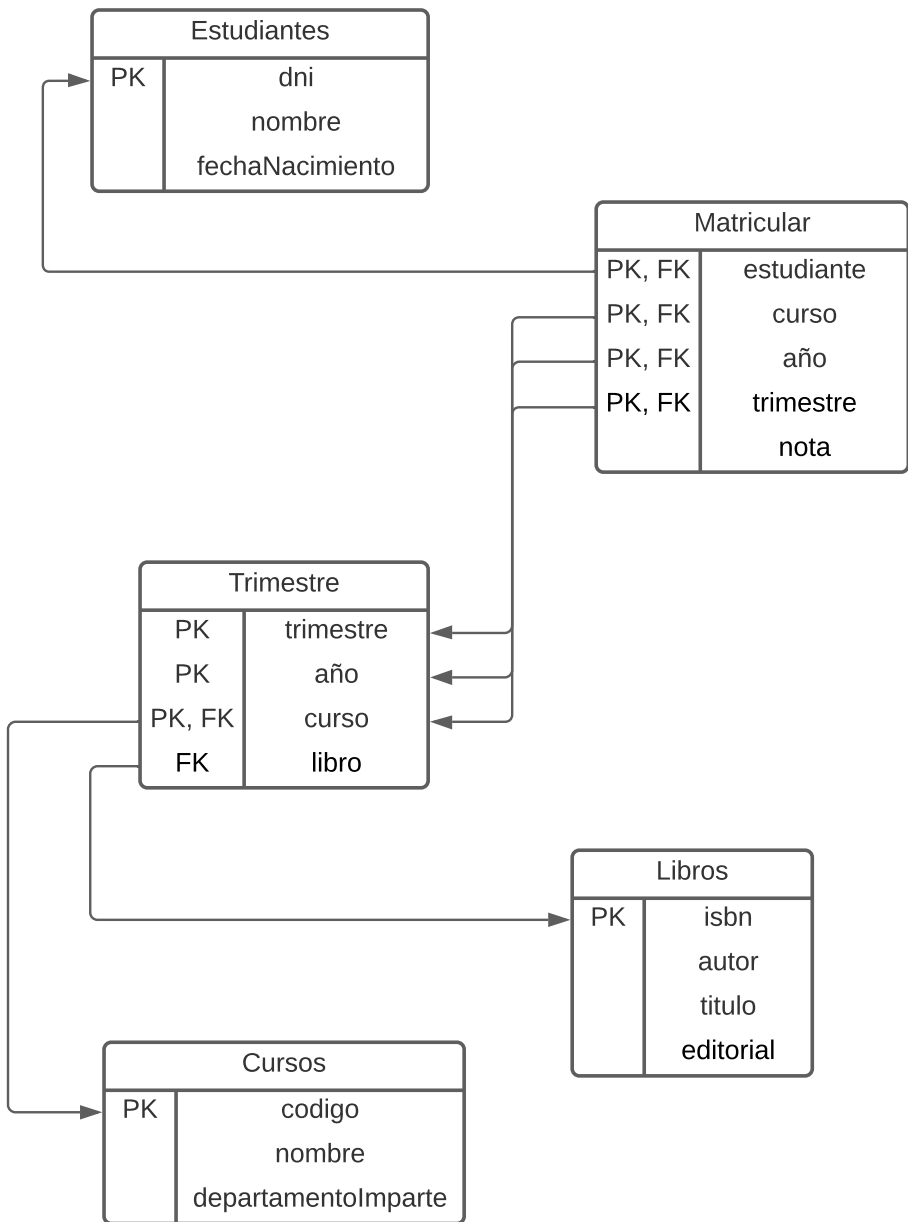 Estudiantes
PK dni
nombre
fechaNacimiento
Matricular
PK, FK estudiante
PK, FK curso
PK, FK año
PK, FK trimestre
nota
Trimestre
PK trimestre
PK año
PK, FK curso
FK libro
Libros
PK isbn
autor
titulo
editorial
Cursos
PK codigo
nombre
departamentoImparte